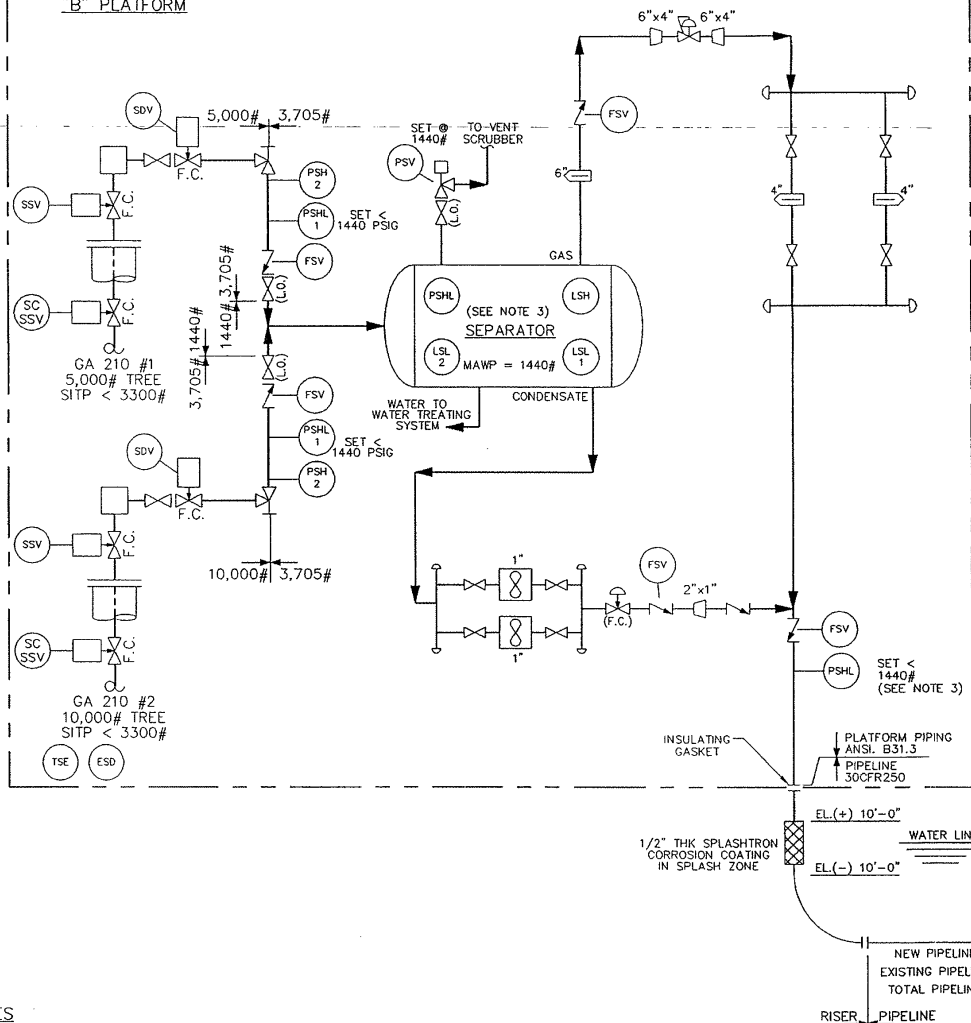 "B" PLATFORM
6"x4"
6"x4"
SDV
5,000#
3,705#
FSV
SET @
1440#
TO VENT
SCRUBBER
PSV
F.C.
PSH
2
6"
(L.O.)
4"
4"
SSV
F.C.
PSHL
1
SET <
1440 PSIG
FSV
GAS
3,705#
1440#
(L.O.)
PSHL
(SEE NOTE 3)
LSH
SEPARATOR
SC
SSV
F.C.
LSL
2
MAWP = 1440#
LSL
1
GA 210 #1
5,000# TREE
SITP < 3300#
1440#
3,705#
(L.O.)
FSV
WATER TO
WATER TREATING
SYSTEM
CONDENSATE
PSHL
1
SET <
1440 PSIG
SDV
PSH
2
F.C.
SSV
F.C.
10,000#
3,705#
1"
FSV
2"x1"
(F.C.)
1"
FSV
SC
SSV
F.C.
PSHL
SET <
1440#
(SEE NOTE 3)
GA 210 #2
10,000# TREE
SITP < 3300#
TSE
ESD
INSULATING
GASKET
PLATFORM PIPING
ANSI. B31.3
PIPELINE
30CFR250
EL.(+) 10'-0"
1/2" THK SPLASHTRON
CORROSION COATING
IN SPLASH ZONE
WATER LIN
EL.(-) 10'-0"
NEW PIPELIN
EXISTING PIPEL
TOTAL PIPELIN
RISER
PIPELINE